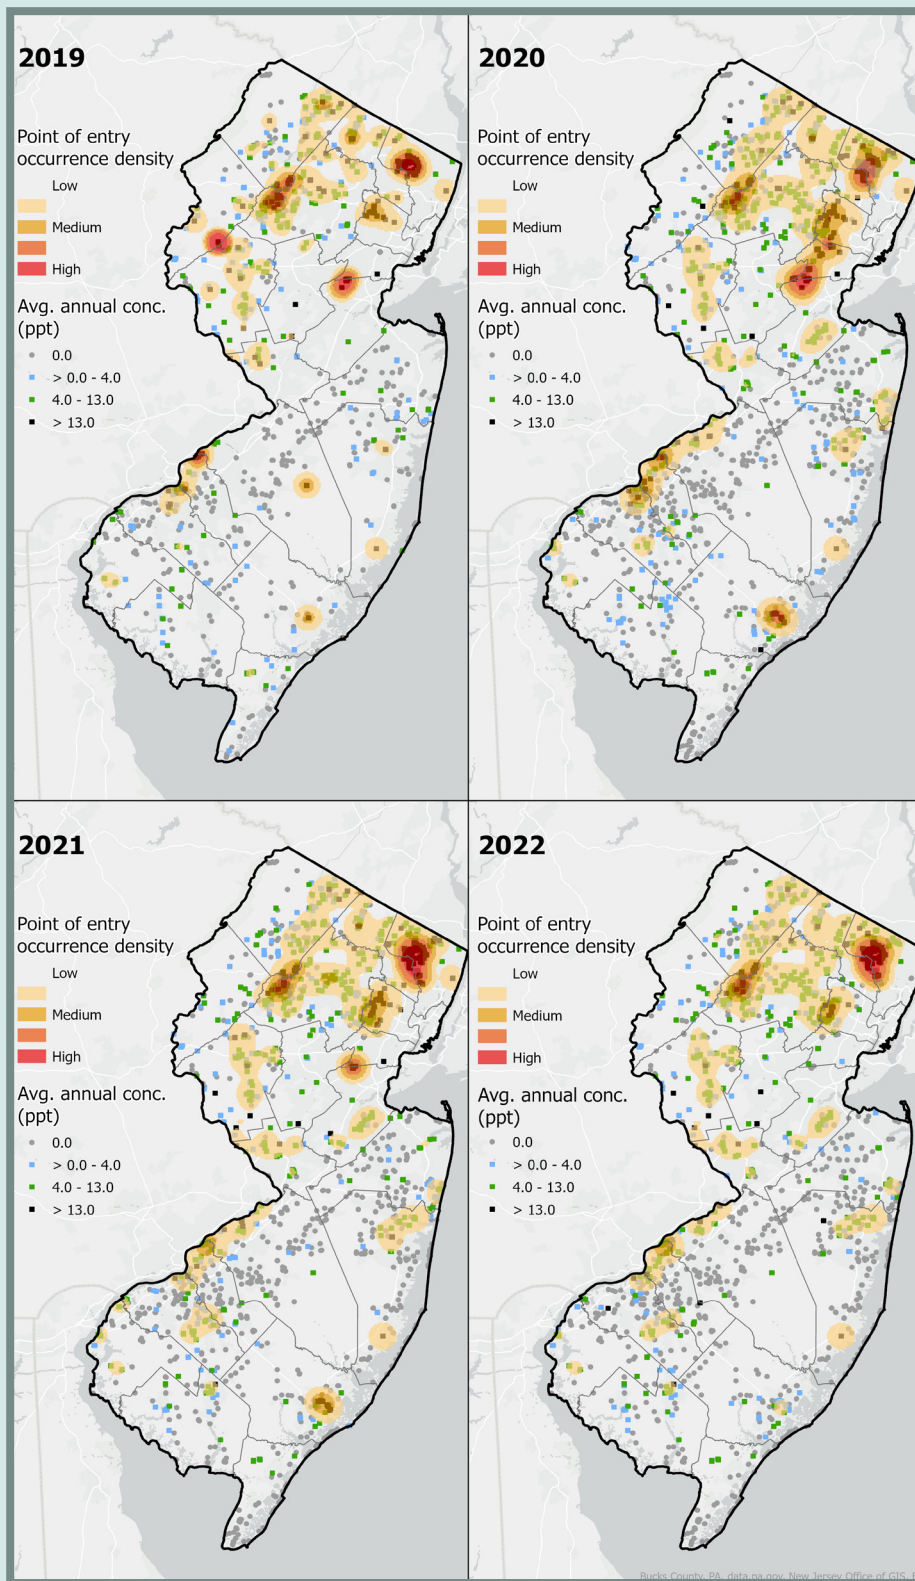 2019
Point of entry
occurrence density
Low
Medium
High
Avg. annual conc.
(ppt)
0.0
> 0.0 - 4.0
4.0 - 13.0
> 13.0
2020
Point of entry
occurrence density
Low
Medium
High
Avg. annual conc.
(ppt)
0.0
> 0.0 - 4.0
4.0 - 13.0
> 13.0
2021
Point of entry
occurrence density
Low
Medium
High
Avg. annual conc.
(ppt)
0.0
> 0.0 - 4.0
4.0 - 13.0
> 13.0
2022
Point of entry
occurrence density
Low
Medium
High
Avg. annual conc.
(ppt)
0.0
> 0.0 - 4.0
4.0 - 13.0
> 13.0
Bucks County, PA, data.pa.gov, New Jersey Office of GIS,